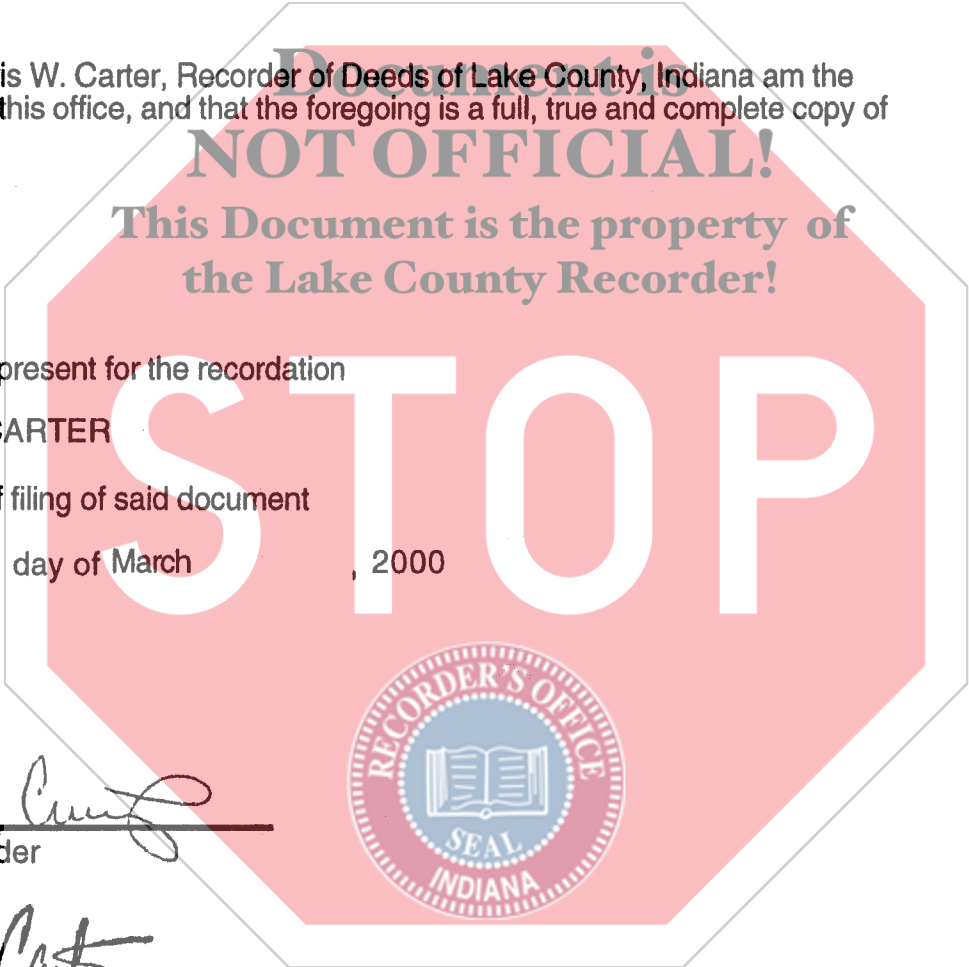 Document is
is W. Carter, Recorder of Deeds of Lake County, Indiana am the
this office, and that the foregoing is a full, true and complete copy of
NOT OFFICIAL!
This Document is the property of
the Lake County Recorder!
present for the recordation
CARTER
STOP
f filing of said document
day of March , 2000
RECORDER'S OFFICE
SEAL
INDIANA
der